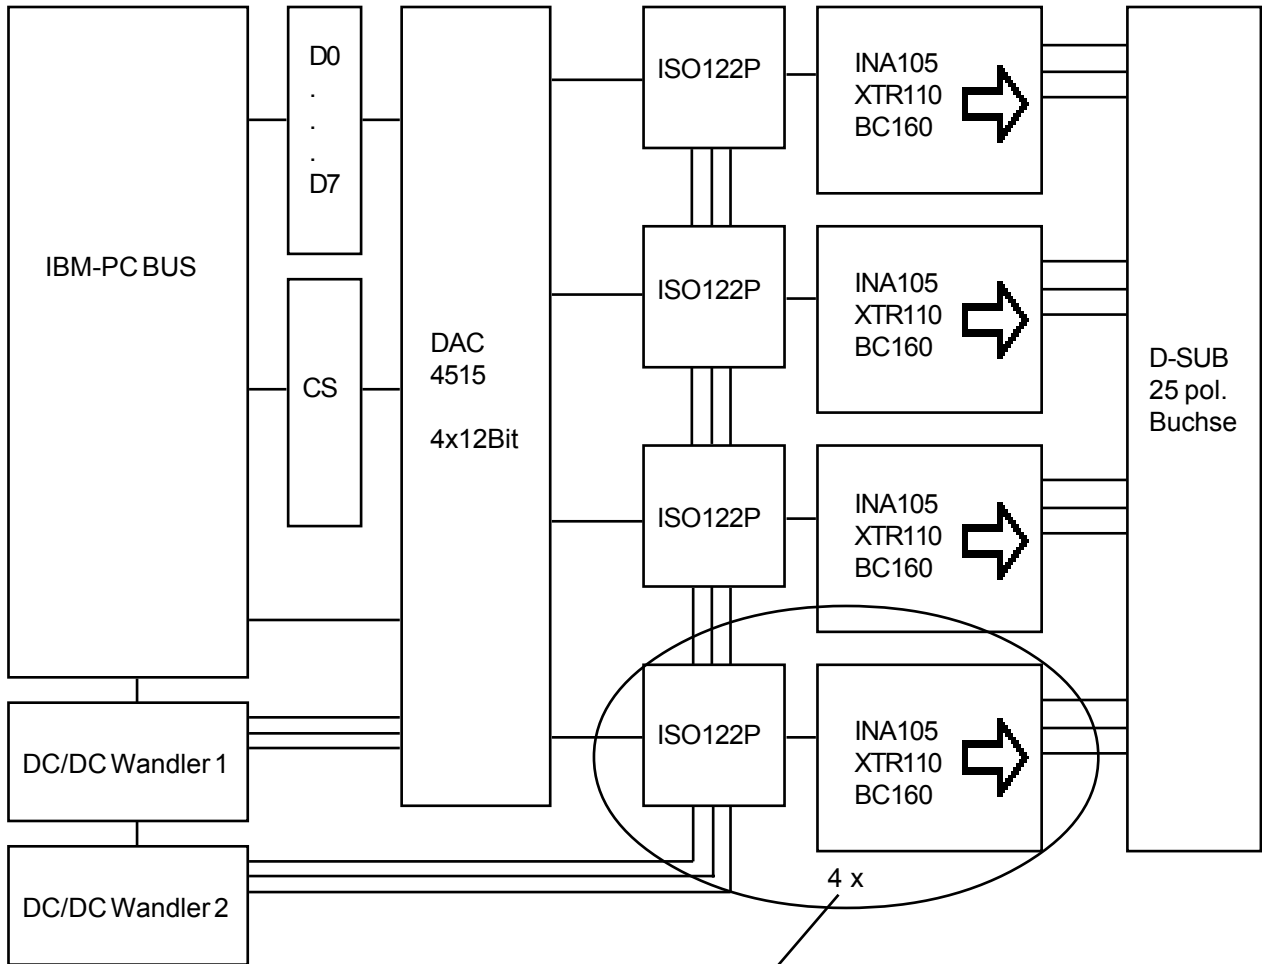 IBM-PC BUS
D0
.
.
.
D7
CS
DAC
4515
4x12Bit
ISO122P
INA105
XTR110
BC160
ISO122P
INA105
XTR110
BC160
ISO122P
INA105
XTR110
BC160
ISO122P
INA105
XTR110
BC160
D-SUB
25 pol.
Buchse
DC/DC Wandler 1
DC/DC Wandler 2
4 x